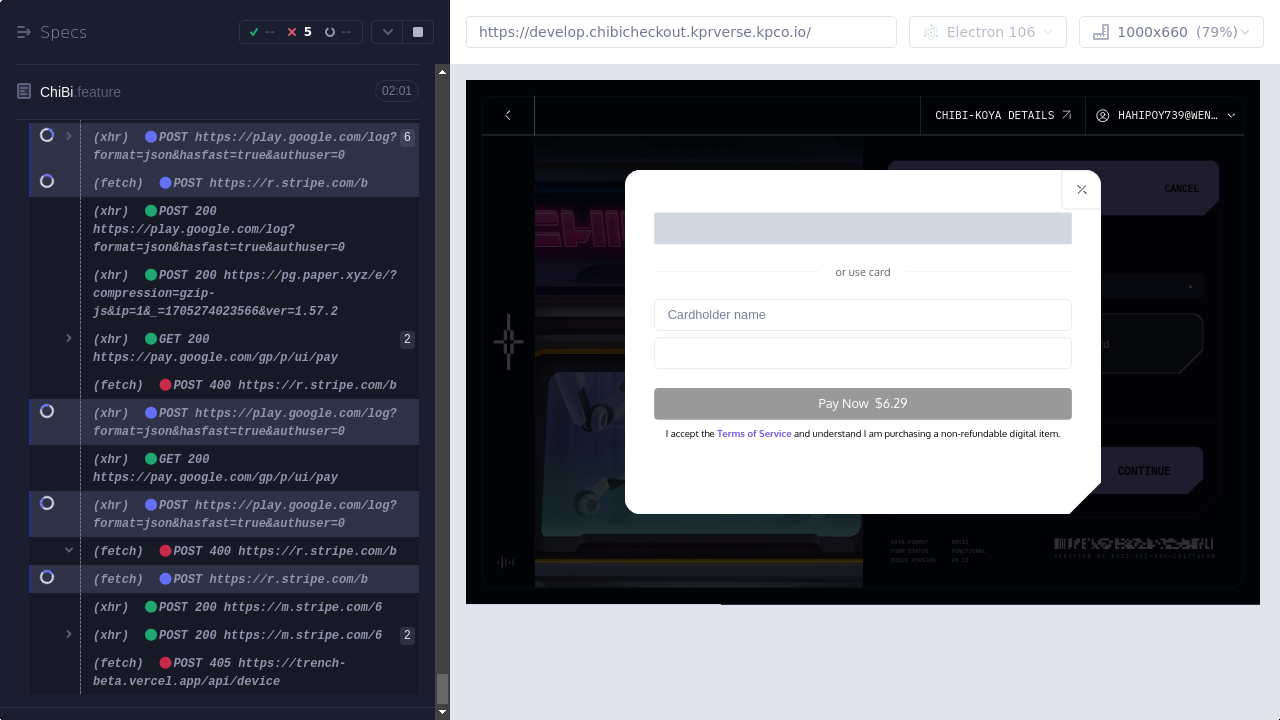 Specs
-- 5 --
ChiBi.feature
02:01
(xhr) POST https://play.google.com/log? 6
format=json&hasfast=true&authuser=0
(fetch) POST https://r.stripe.com/b
(xhr) POST 200
https://play.google.com/log?
format=json&hasfast=true&authuser=0
(xhr) POST 200 https://pg.paper.xyz/e/?
compression=gzip-
js&ip=1&_=1705274023566&ver=1.57.2
(xhr) GET 200 2
https://pay.google.com/gp/p/ui/pay
(fetch) POST 400 https://r.stripe.com/b
(xhr) POST https://play.google.com/log?
format=json&hasfast=true&authuser=0
(xhr) GET 200
https://pay.google.com/gp/p/ui/pay
(xhr) POST https://play.google.com/log?
format=json&hasfast=true&authuser=0
(fetch) POST 400 https://r.stripe.com/b
(fetch) POST https://r.stripe.com/b
(xhr) POST 200 https://m.stripe.com/6
(xhr) POST 200 https://m.stripe.com/6 2
(fetch) POST 405 https://trench-
beta.vercel.app/api/device
https://develop.chibicheckout.kprverse.kpco.io/
Electron 106
1000x660 (79%)
CHIBI-KOYA DETAILS
HAHIPOY739@WEN…
CANCEL
or use card
Cardholder name
Pay Now $6.29
I accept the Terms of Service and understand I am purchasing a non-refundable digital item.
CONTINUE
DATA FORMAT
FORM STATUS FUNCTIONAL
BUILD VERSION